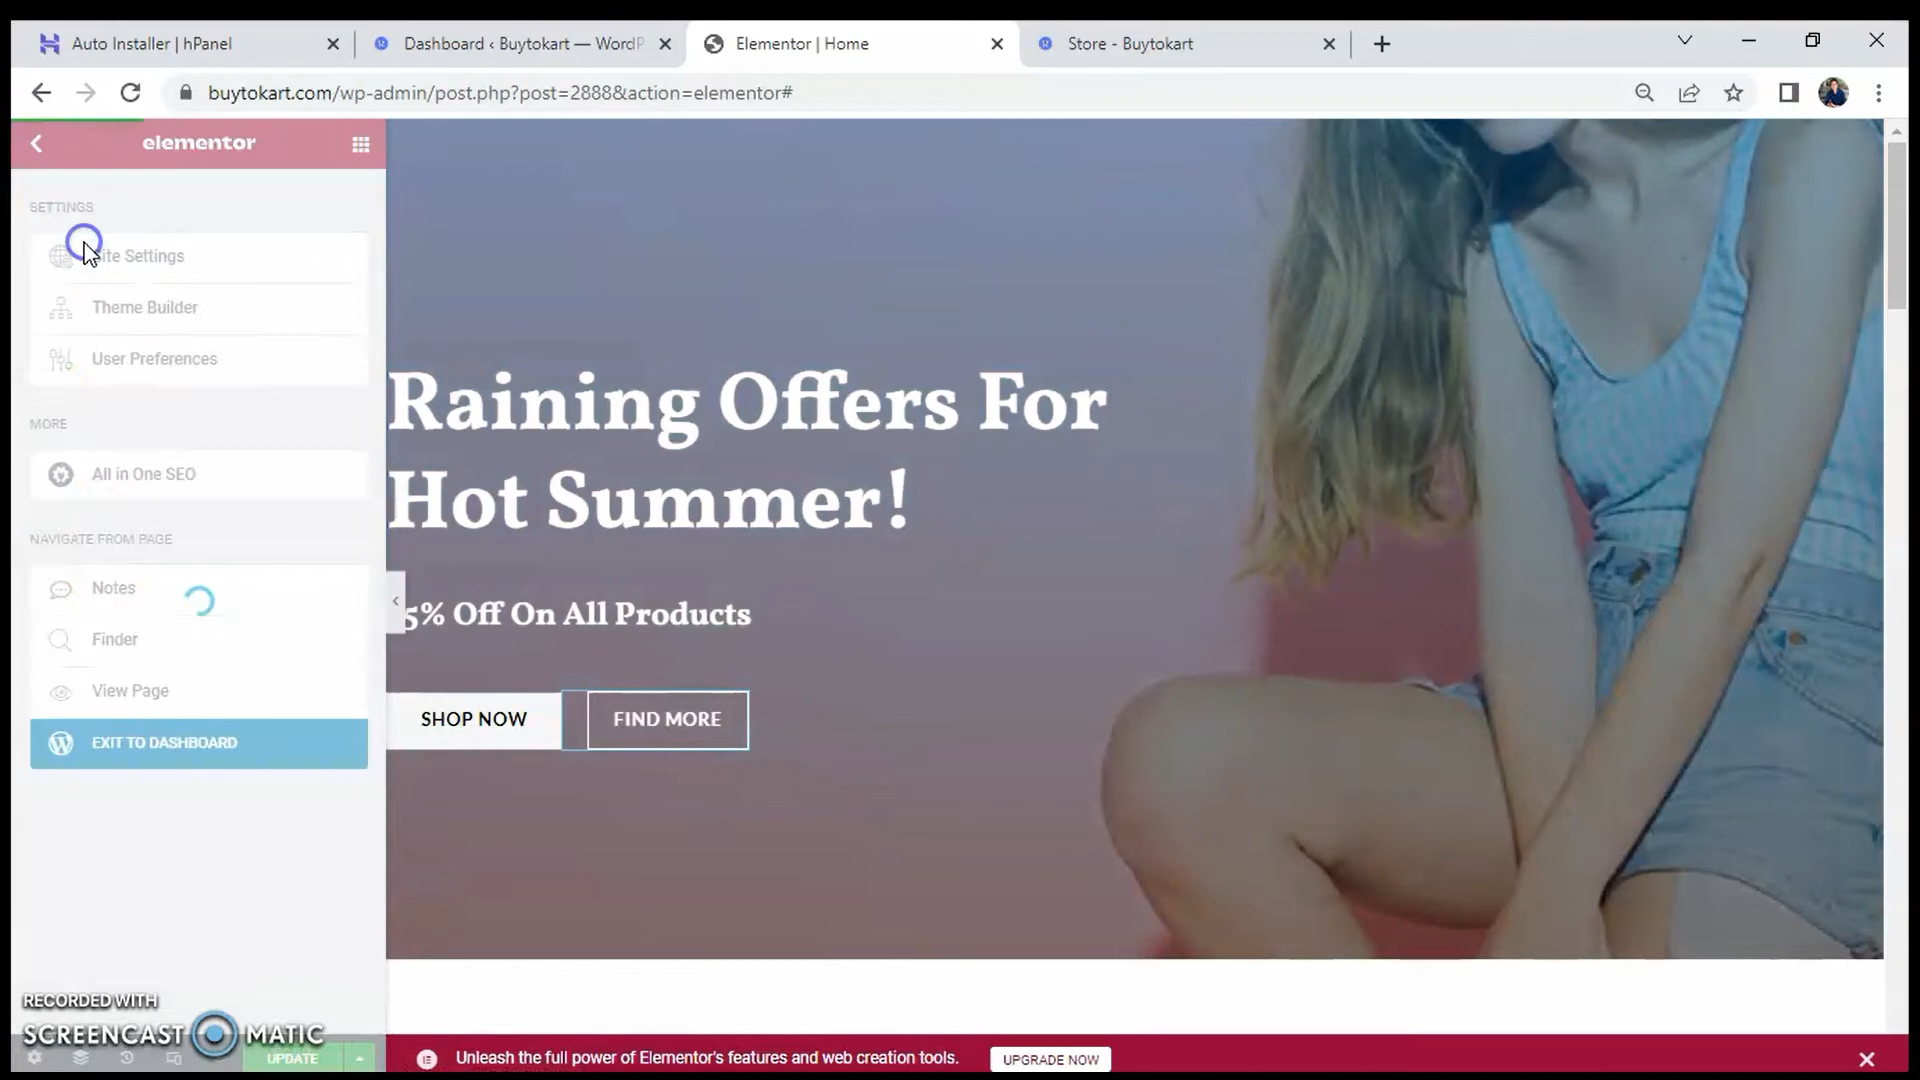 Auto Installer | hPanel
Dashboard ‹ Buytokart — WordP
Elementor | Home
Store - Buytokart
buytokart.com/wp-admin/post.php?post=2888&action=elementor#
elementor
SETTINGS
Site Settings
Theme Builder
User Preferences
MORE
All in One SEO
NAVIGATE FROM PAGE
Notes
Finder
View Page
EXIT TO DASHBOARD
Raining Offers For
Hot Summer!
5% Off On All Products
SHOP NOW
FIND MORE
RECORDED WITH
SCREENCAST MATIC
UPDATE
Unleash the full power of Elementor's features and web creation tools.
UPGRADE NOW